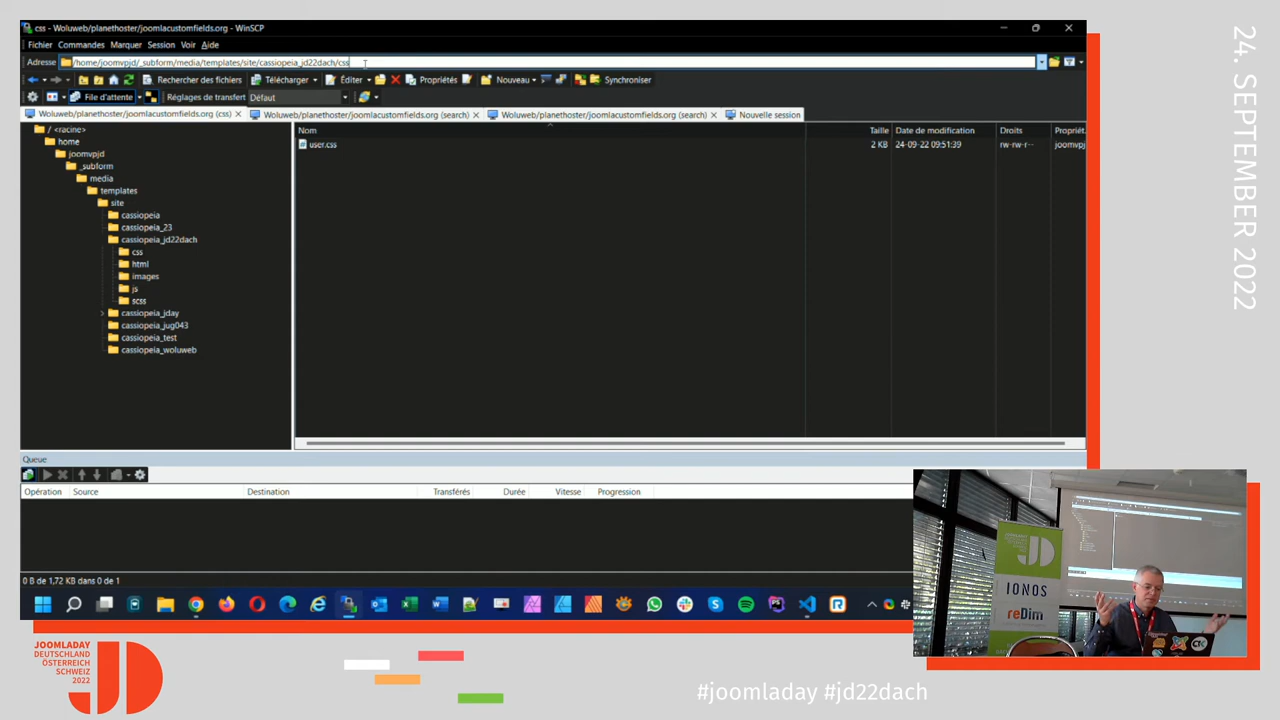 css - Woluweb/planethoster/joomlacustomfields.org - WinSCP
Fichier Commandes Marquer Session Voir Aide
Adresse /home/joomvpjd/_subform/media/templates/site/cassiopeia_jd22dach/css
Rechercher des fichiers Télécharger Éditer Propriétés Nouveau Synchroniser
File d'attente Réglages de transfert Défaut
Woluweb/planethoster/joomlacustomfields.org (css) Woluweb/planethoster/joomlacustomfields.org (search) Woluweb/planethoster/joomlacustomfields.org (search) Nouvelle session
/ <racine>
home
joomvpjd
_subform
media
templates
site
cassiopeia
cassiopeia_23
cassiopeia_jd22dach
css
html
images
js
scss
cassiopeia_jday
cassiopeia_jug043
cassiopeia_test
cassiopeia_woluweb
Nom Taille Date de modification Droits Propriét.
user.css 2 KB 24-09-22 09:51:39 rw-rw-r-- joomvpj
Queue
Opération Source Destination Transférés Durée Vitesse Progression
0 B de 1,72 KB dans 0 de 1
24. SEPTEMBER 2022
JD
IONOS
reDim
JOOMLADAY
DEUTSCHLAND
ÖSTERREICH
SCHWEIZ
2022
#joomladay #jd22dach